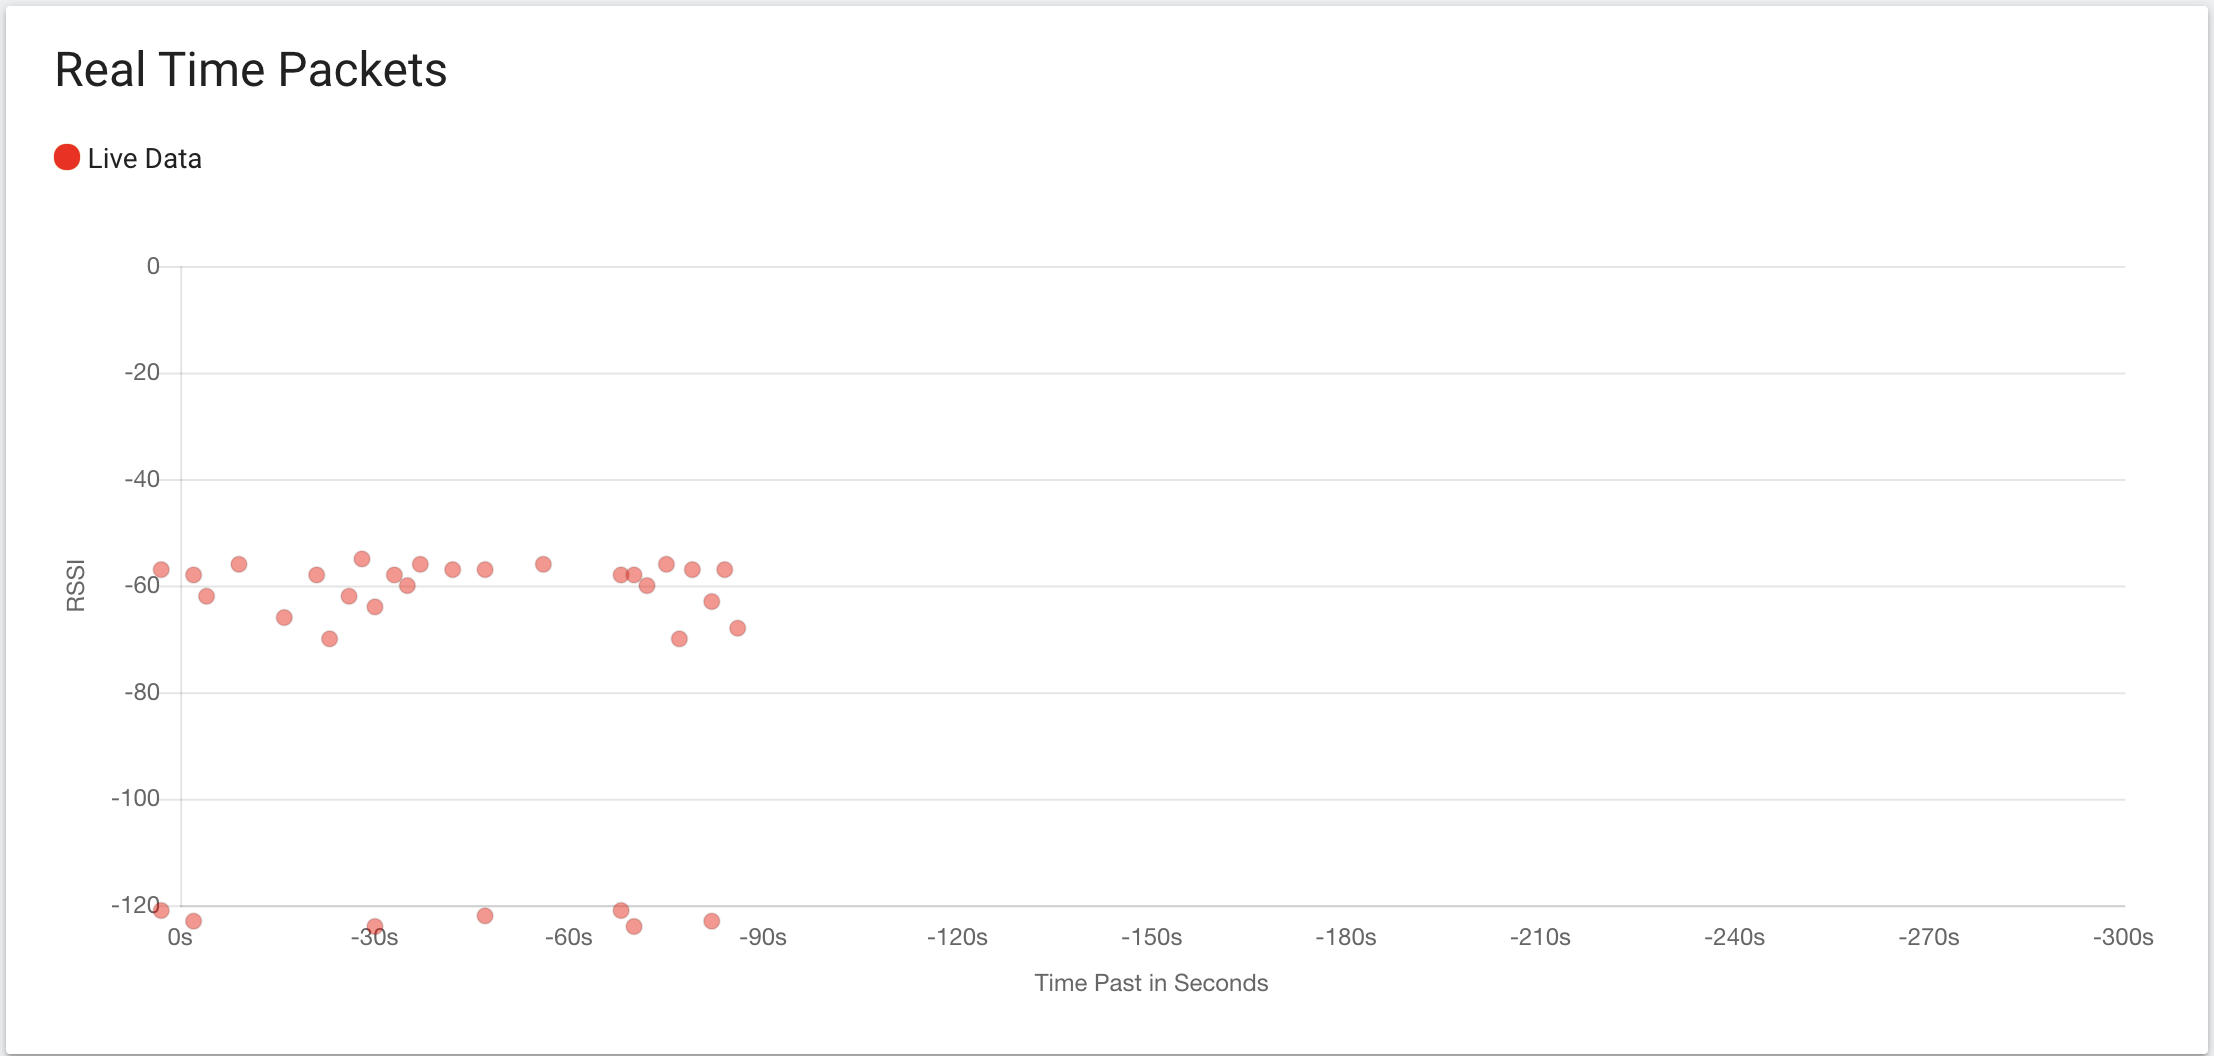 Real Time Packets
Live Data
0
-20
-40
-60
-80
-100
-120
RSSI
0s -30s -60s -90s -120s -150s -180s -210s -240s -270s -300s
Time Past in Seconds